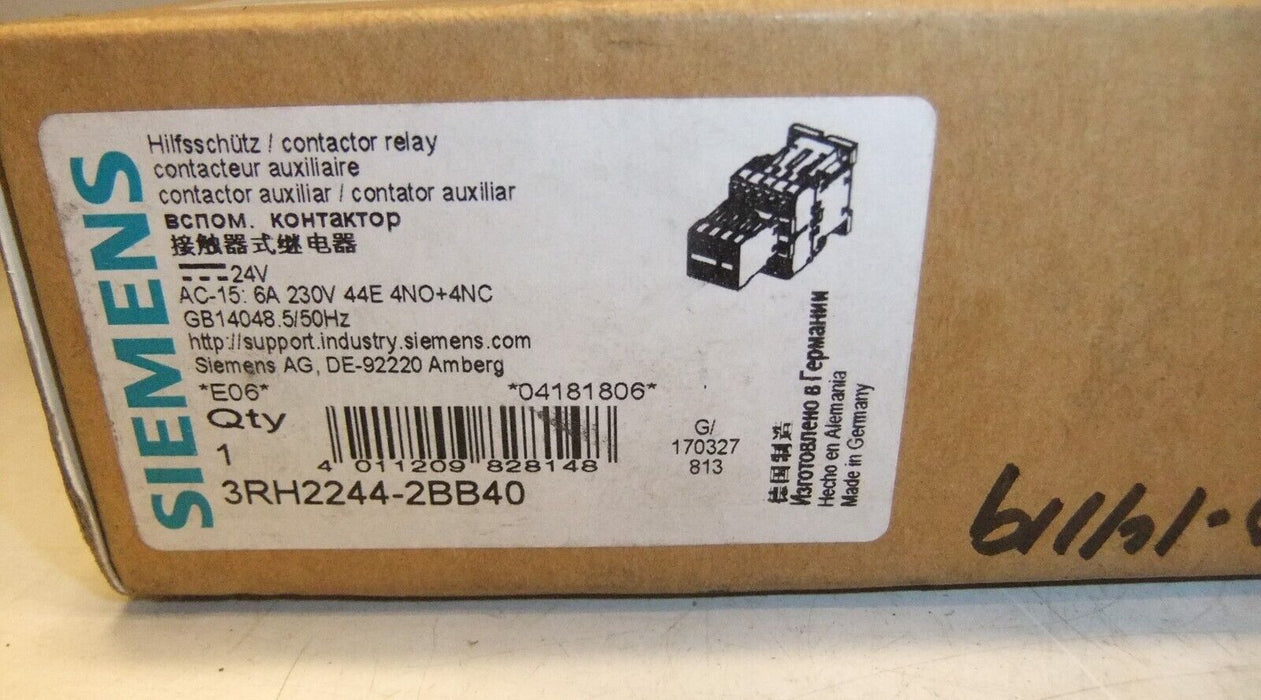 SIEMENS
Hilfsschütz / contactor relay
contacteur auxiliaire
contactor auxiliar / contator auxiliar
вспом. контактор
接触器式继电器
24V
AC-15: 6A 230V 44E 4NO+4NC
GB14048.5/50Hz
http://support.industry.siemens.com
Siemens AG, DE-92220 Amberg
*E06* *04181806*
Qty
1
4 011209 828148
3RH2244-2BB40
G/
170327
813
德国制造
Изготовлено в Германии
Hecho en Alemania
Made in Germany